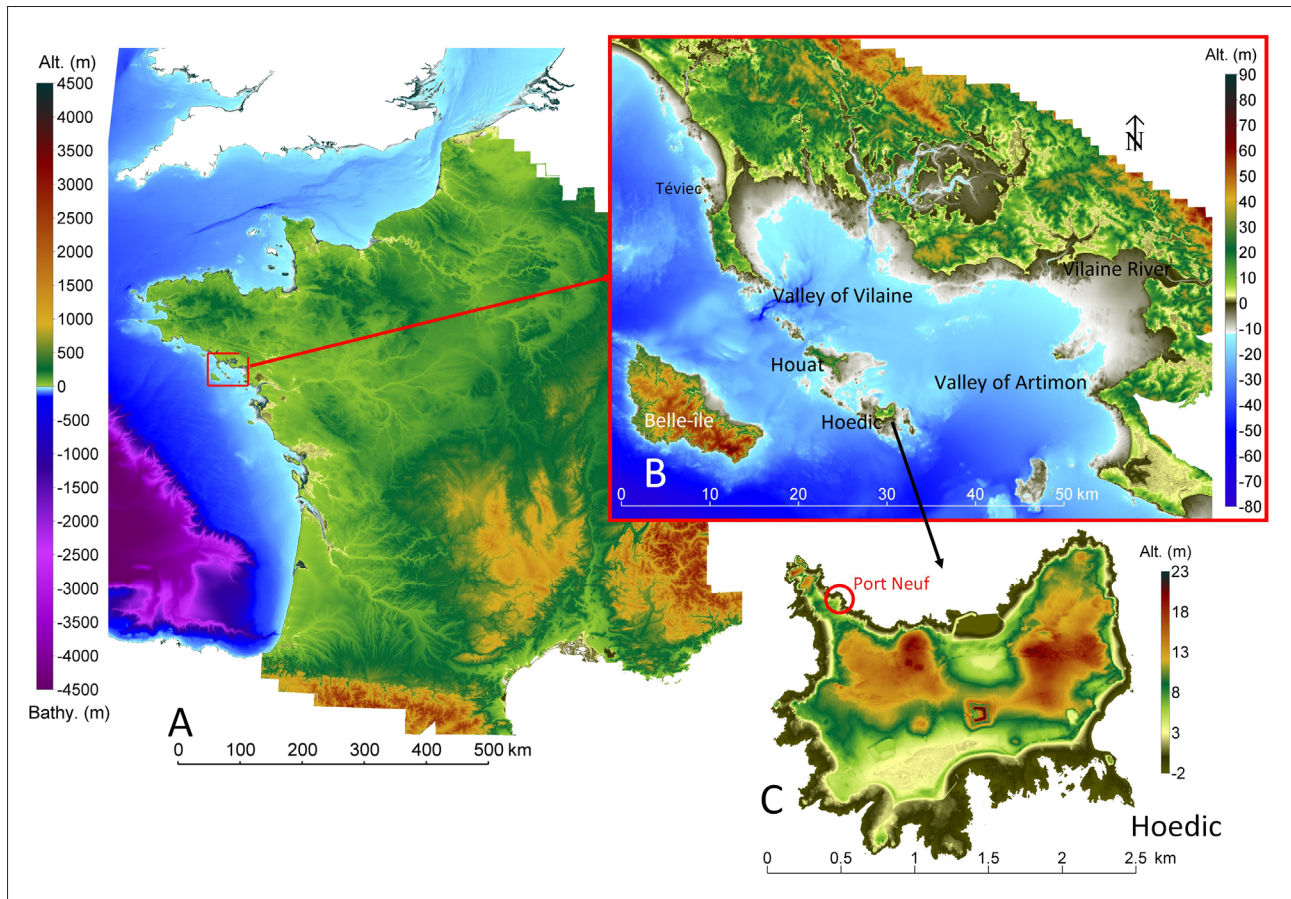 Alt. (m)
4500
4000
3500
3000
2500
2000
1500
1000
500
0
-500
-1000
-1500
-2000
-2500
-3000
-3500
-4000
-4500
Bathy. (m)
A
0 100 200 300 400 500 km
Alt. (m)
90
80
70
60
50
40
30
20
10
0
-10
-20
-30
-40
-50
-60
-70
-80
N
Téviec
Vilaine River
Valley of Vilaine
Houat
Valley of Artimon
Belle-île
Hoedic
B
0 10 20 30 40 50 km
Alt. (m)
23
18
13
8
3
-2
Port Neuf
C
Hoedic
0 0.5 1 1.5 2 2.5 km